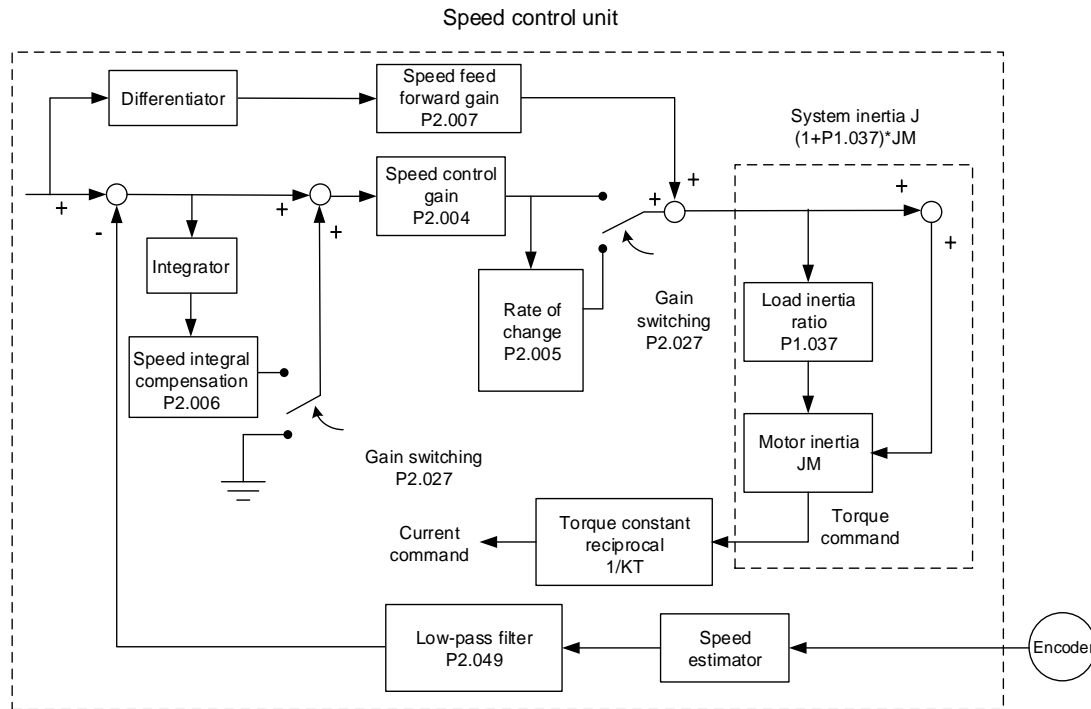 Speed control unit
Differentiator
Speed feed
forward gain
P2.007
System inertia J
(1+P1.037)*JM
+
+
+
+
+
-
Speed control
gain
P2.004
+
+
+
+
Integrator
Speed integral
compensation
P2.006
Rate of
change
P2.005
Gain
switching
P2.027
Load inertia
ratio
P1.037
Gain switching
P2.027
Motor inertia
JM
Current
command
Torque constant
reciprocal
1/KT
Torque
command
Low-pass filter
P2.049
Speed
estimator
Encoder